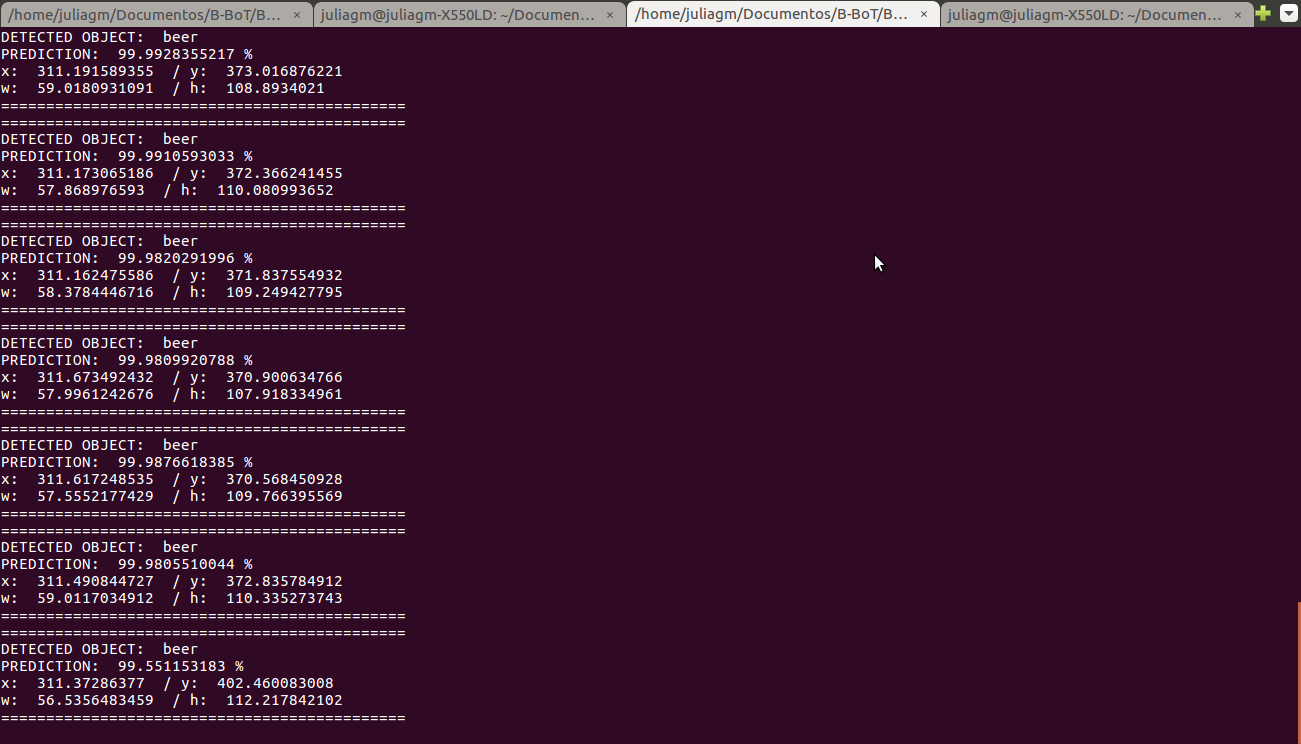 /home/juliagm/Documentos/B-BoT/B... × juliagm@juliagm-X550LD: ~/Documen... × /home/juliagm/Documentos/B-BoT/B... × juliagm@juliagm-X550LD: ~/Documen... ×
DETECTED OBJECT:  beer
PREDICTION:  99.9928355217 %
x:  311.191589355  / y:  373.016876221
w:  59.0180931091  / h:  108.8934021
=============================================
=============================================
DETECTED OBJECT:  beer
PREDICTION:  99.9910593033 %
x:  311.173065186  / y:  372.366241455
w:  57.868976593  / h:  110.080993652
=============================================
=============================================
DETECTED OBJECT:  beer
PREDICTION:  99.9820291996 %
x:  311.162475586  / y:  371.837554932
w:  58.3784446716  / h:  109.249427795
=============================================
=============================================
DETECTED OBJECT:  beer
PREDICTION:  99.9809920788 %
x:  311.673492432  / y:  370.900634766
w:  57.9961242676  / h:  107.918334961
=============================================
=============================================
DETECTED OBJECT:  beer
PREDICTION:  99.9876618385 %
x:  311.617248535  / y:  370.568450928
w:  57.5552177429  / h:  109.766395569
=============================================
=============================================
DETECTED OBJECT:  beer
PREDICTION:  99.9805510044 %
x:  311.490844727  / y:  372.835784912
w:  59.0117034912  / h:  110.335273743
=============================================
=============================================
DETECTED OBJECT:  beer
PREDICTION:  99.551153183 %
x:  311.37286377  / y:  402.460083008
w:  56.5356483459  / h:  112.217842102
=============================================